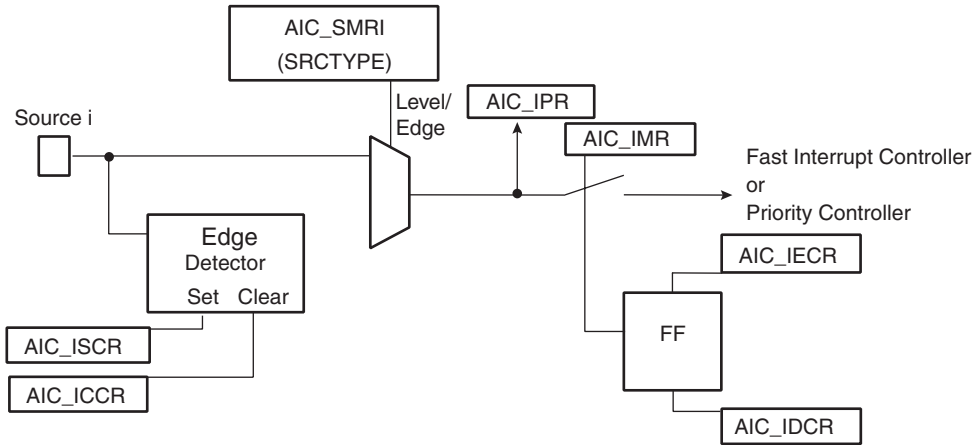 AIC_SMRI
(SRCTYPE)
Level/
Edge
AIC_IPR
AIC_IMR
Source i
Fast Interrupt Controller
or
Priority Controller
Edge
Detector
Set Clear
AIC_IECR
FF
AIC_ISCR
AIC_ICCR
AIC_IDCR